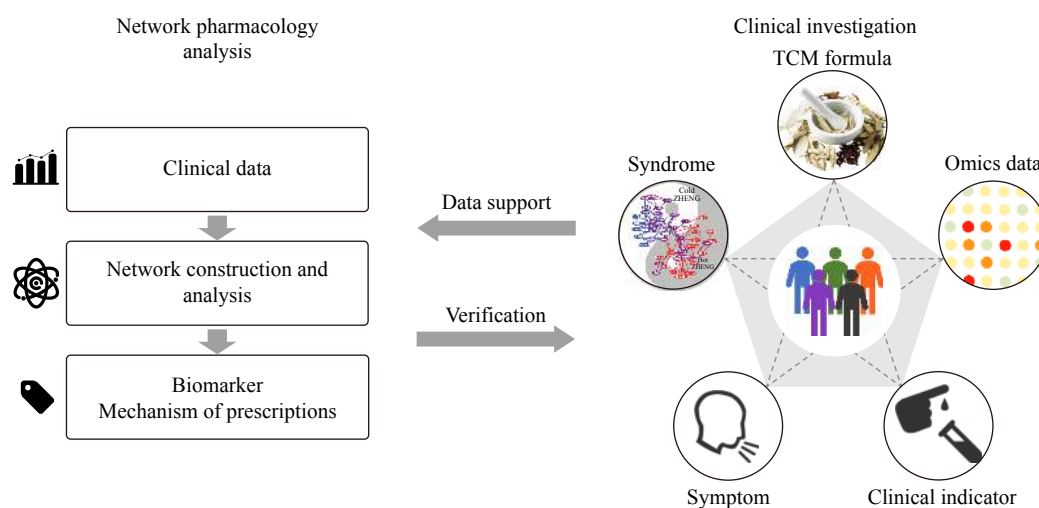 Network pharmacology
analysis
Clinical data
Network construction and
analysis
Biomarker
Mechanism of prescriptions
Data support
Verification
Clinical investigation
TCM formula
Syndrome
Cold
ZHENG
Hot
ZHENG
Omics data
Symptom
Clinical indicator